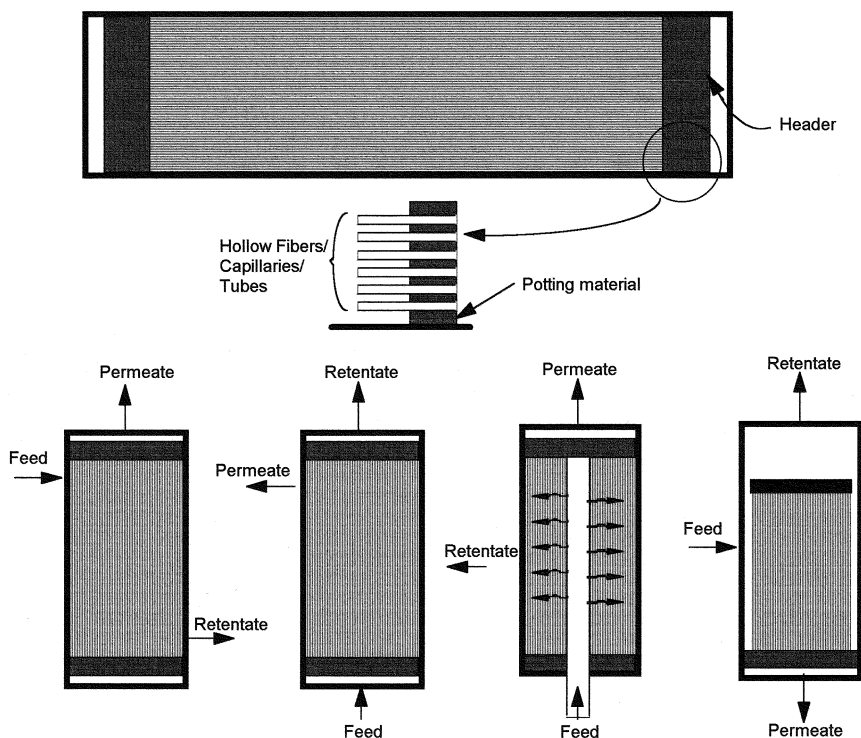 Header
Hollow Fibers/
Capillaries/
Tubes
Potting material
Permeate
Feed
Retentate
Retentate
Permeate
Feed
Permeate
Retentate
Feed
Retentate
Feed
Permeate